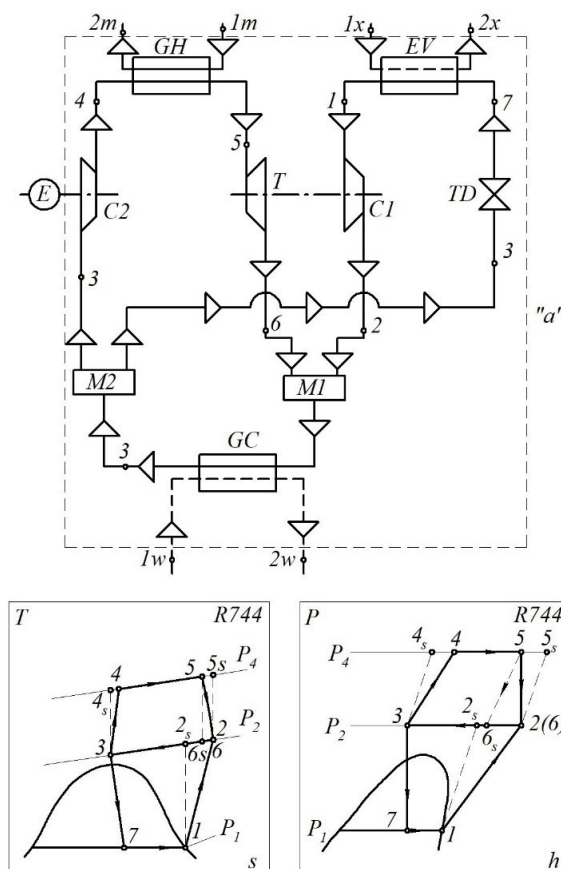 2m GH 1m 1x EV 2x
4 1 7
5
E C2 T C1 TD
3 3
6 2 "a"
M2 M1
GC
3
1w 2w
T R744
4s 4 5 5s P4
2s 2 P2
3 6s 6
7 1 P1
s
P R744
4s 4 5 5s
P4
2s
P2 3 6s 2(6)
P1 7 1
h